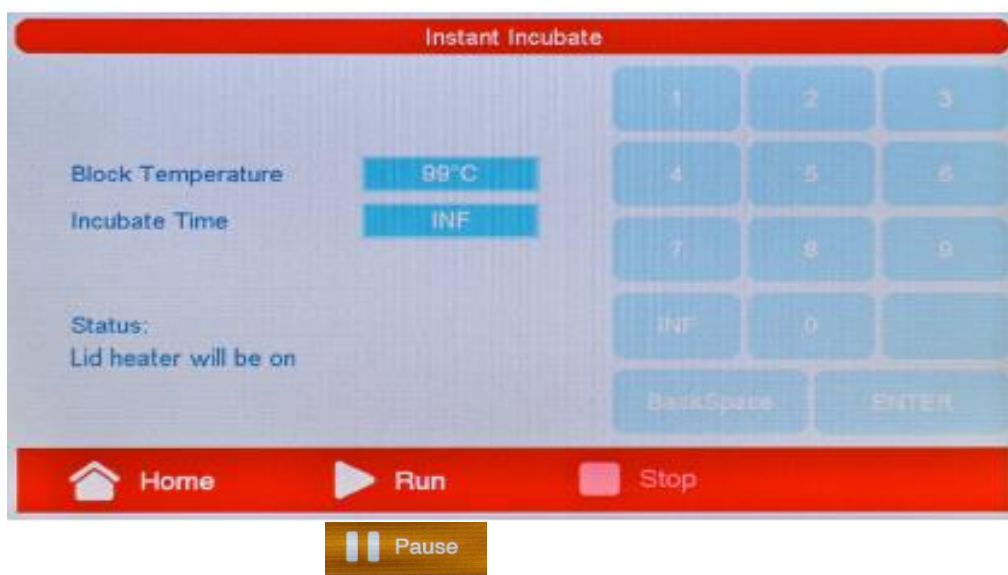 Instant Incubate
1 2 3
Block Temperature 99°C
4 5 6
Incubate Time INF
7 8 9
Status:
INF 0
Lid heater will be on
BackSpace ENTER
Home Run Stop
Pause